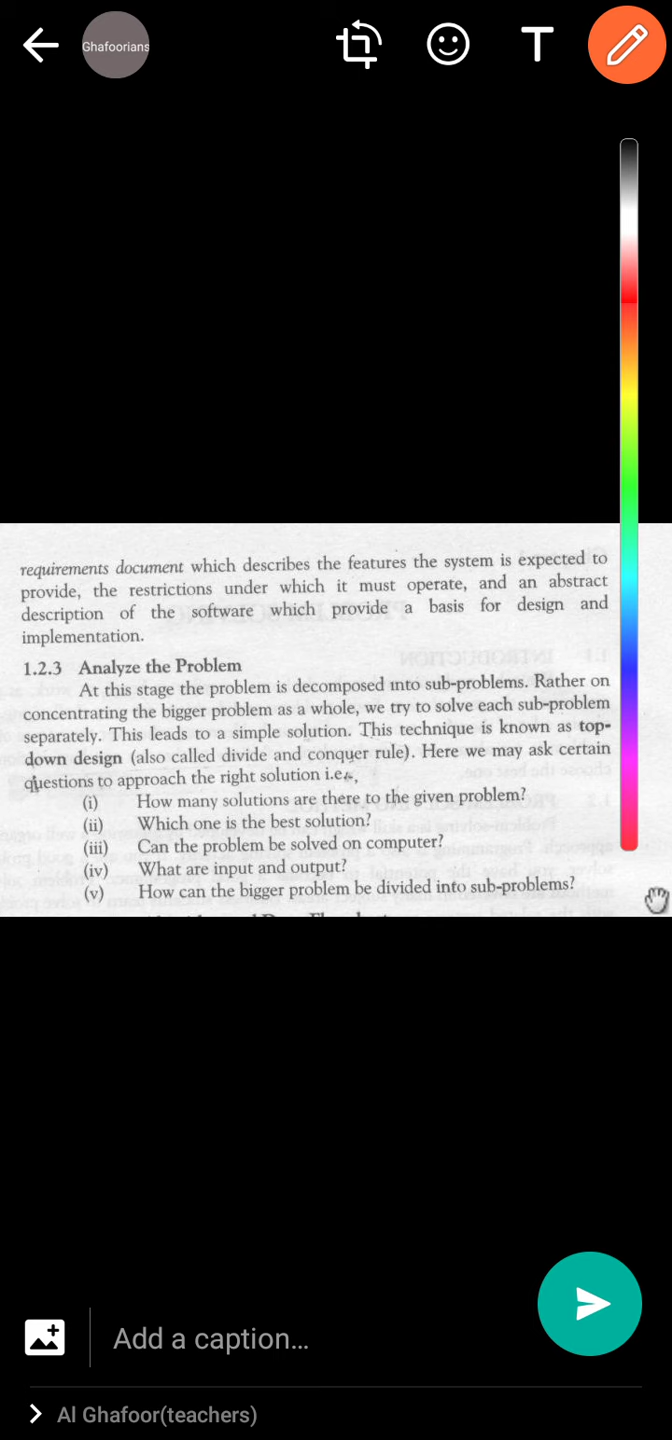 Ghafoorians
T
requirements document which describes the features the system is expected to
provide, the restrictions under which it must operate, and an abstract
description of the software which provide a basis for design and
implementation.
1.2.3 Analyze the Problem
At this stage the problem is decomposed into sub-problems. Rather on
concentrating the bigger problem as a whole, we try to solve each sub-problem
separately. This leads to a simple solution. This technique is known as top-
down design (also called divide and conquer rule). Here we may ask certain
questions to approach the right solution i.e.,
(i) How many solutions are there to the given problem?
(ii) Which one is the best solution?
(iii) Can the problem be solved on computer?
(iv) What are input and output?
(v) How can the bigger problem be divided into sub-problems?
Add a caption...
Al Ghafoor(teachers)